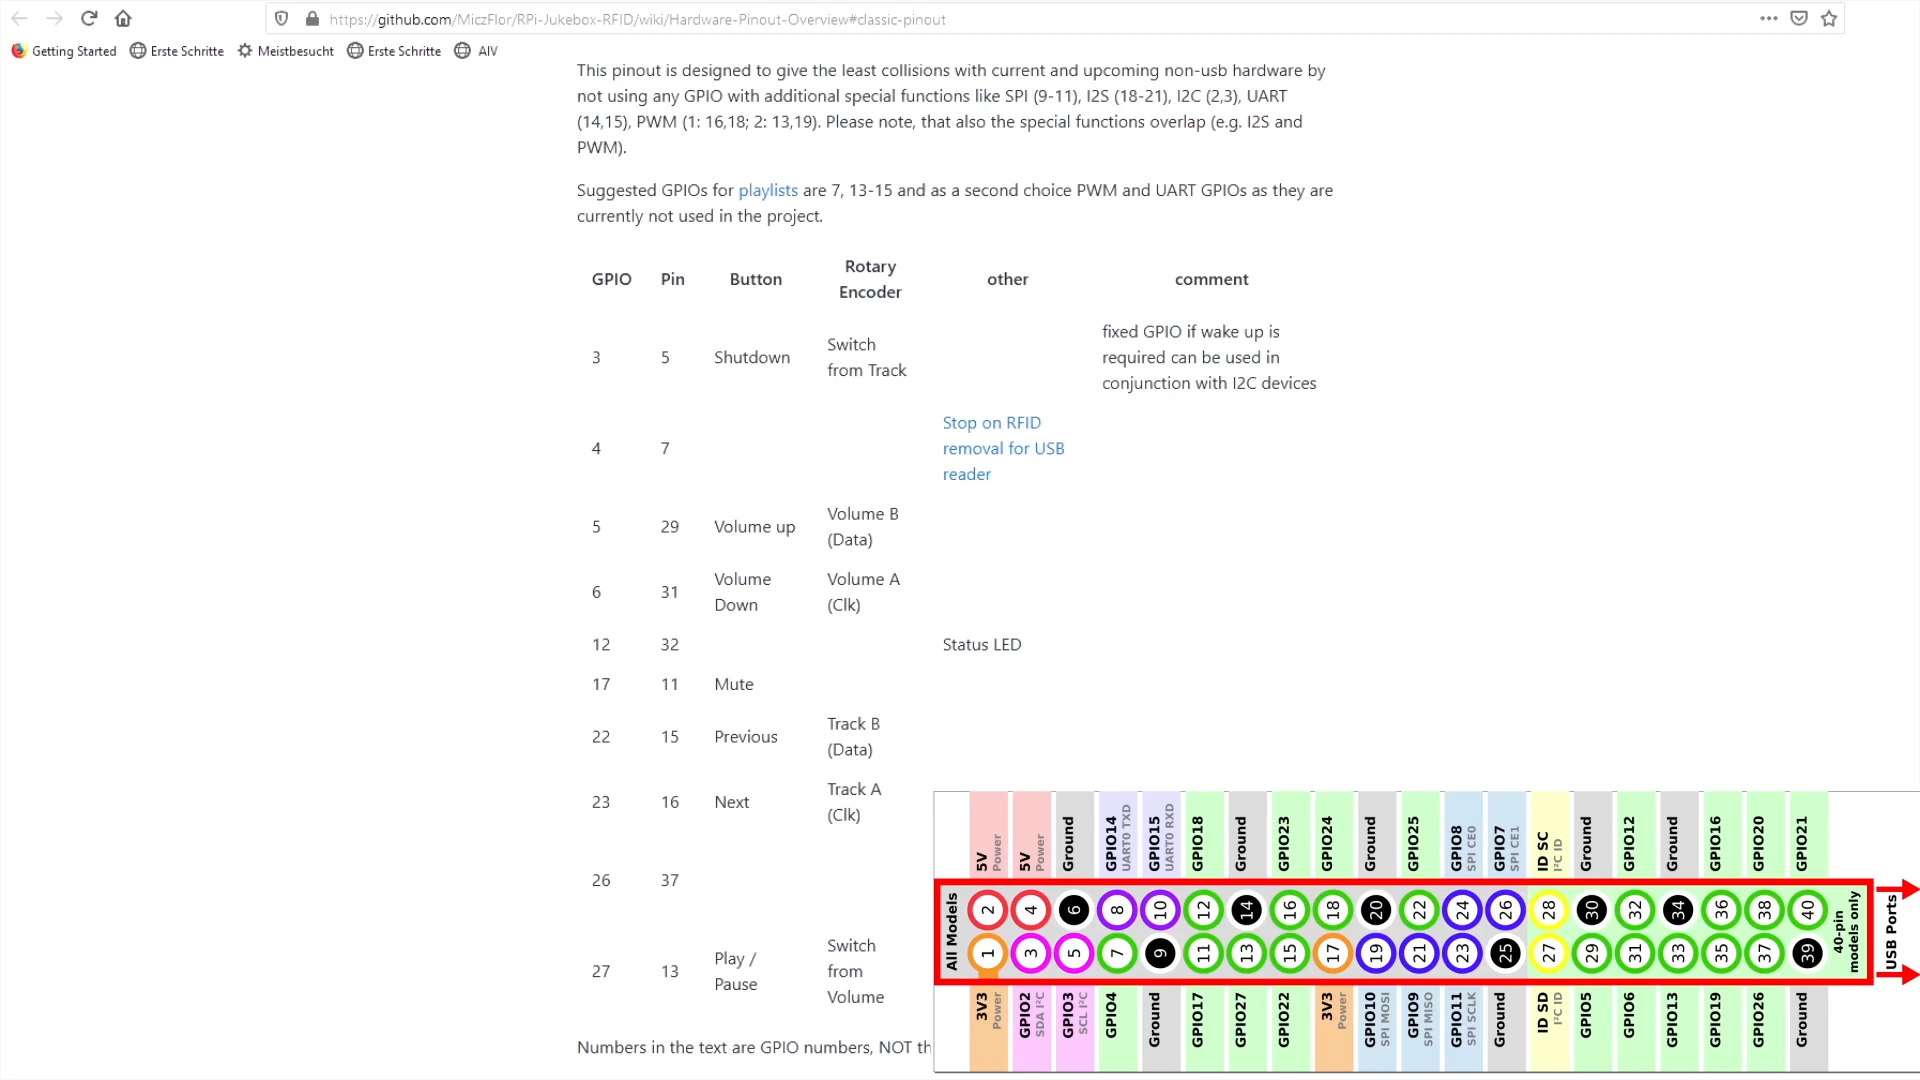 https://github.com/MiczFlor/RPi-Jukebox-RFID/wiki/Hardware-Pinout-Overview#classic-pinout
Getting Started Erste Schritte Meistbesucht Erste Schritte AIV
This pinout is designed to give the least collisions with current and upcoming non-usb hardware by
not using any GPIO with additional special functions like SPI (9-11), I2S (18-21), I2C (2,3), UART
(14,15), PWM (1: 16,18; 2: 13,19). Please note, that also the special functions overlap (e.g. I2S and
PWM).
Suggested GPIOs for playlists are 7, 13-15 and as a second choice PWM and UART GPIOs as they are
currently not used in the project.
GPIO Pin Button Rotary Encoder other comment
3 5 Shutdown Switch from Track fixed GPIO if wake up is required can be used in conjunction with I2C devices
4 7 Stop on RFID removal for USB reader
5 29 Volume up Volume B (Data)
6 31 Volume Down Volume A (Clk)
12 32 Status LED
17 11 Mute
22 15 Previous Track B (Data)
23 16 Next Track A (Clk)
26 37
27 13 Play / Pause Switch from Volume
Numbers in the text are GPIO numbers, NOT th
5V Power 5V Power Ground GPIO14 UART0 TXD GPIO15 UART0 RXD GPIO18 Ground GPIO23 GPIO24 Ground GPIO25 GPIO8 SPI CE0 GPIO7 SPI CE1 ID SC I²C ID Ground GPIO12 Ground GPIO16 GPIO20 GPIO21
All Models
2 4 6 8 10 12 14 16 18 20 22 24 26 28 30 32 34 36 38 40
1 3 5 7 9 11 13 15 17 19 21 23 25 27 29 31 33 35 37 39
40-pin
models only
USB Ports
3V3 Power GPIO2 SDA I²C GPIO3 SCL I²C GPIO4 Ground GPIO17 GPIO27 GPIO22 3V3 Power GPIO10 SPI MOSI GPIO9 SPI MISO GPIO11 SPI SCLK Ground ID SD I²C ID GPIO5 GPIO6 GPIO13 GPIO19 GPIO26 Ground